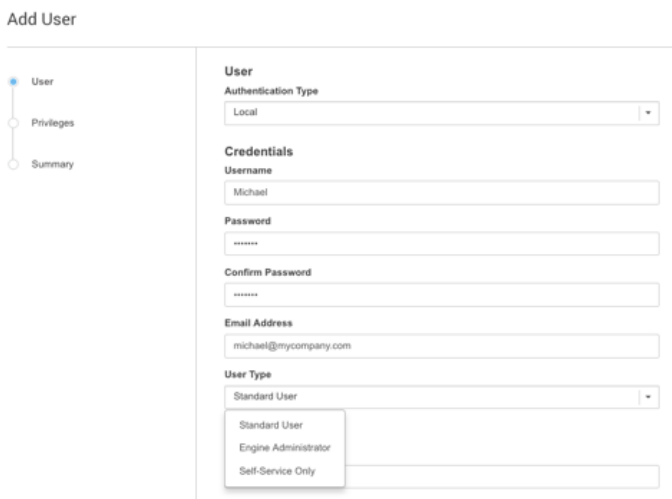 Add User
User
Privileges
Summary
User
Authentication Type
Local
Credentials
Username
Michael
Password
•••••••
Confirm Password
•••••••
Email Address
michael@mycompany.com
User Type
Standard User
Standard User
Engine Administrator
Self-Service Only